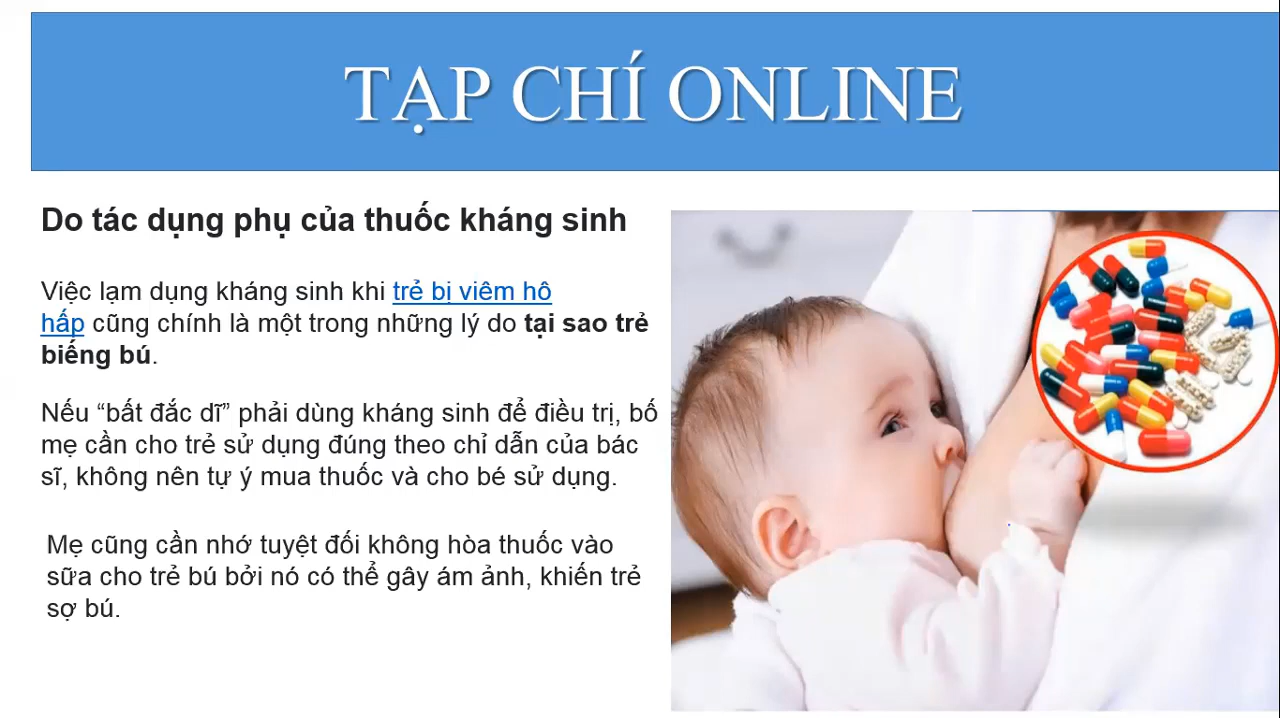 TẠP CHÍ ONLINE
Do tác dụng phụ của thuốc kháng sinh
Việc lạm dụng kháng sinh khi trẻ bị viêm hô
hấp cũng chính là một trong những lý do tại sao trẻ
biếng bú.
Nếu “bất đắc dĩ” phải dùng kháng sinh để điều trị, bố
mẹ cần cho trẻ sử dụng đúng theo chỉ dẫn của bác
sĩ, không nên tự ý mua thuốc và cho bé sử dụng.
Mẹ cũng cần nhớ tuyệt đối không hòa thuốc vào
sữa cho trẻ bú bởi nó có thể gây ám ảnh, khiến trẻ
sợ bú.